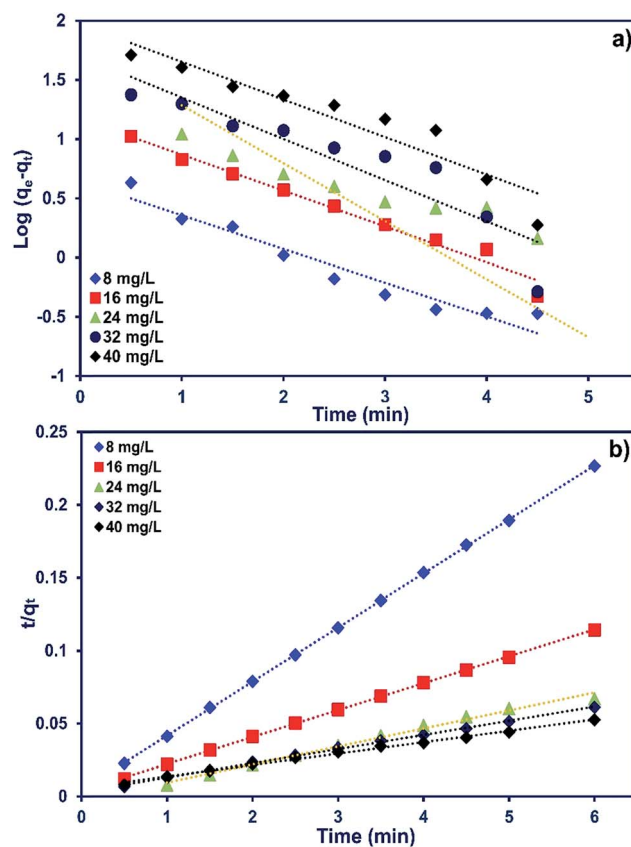 a)
2
1.5
1
0.5
0
-0.5
-1
Log (qe-qt)
8 mg/L
16 mg/L
24 mg/L
32 mg/L
40 mg/L
0 1 2 3 4 5
Time (min)
b)
0.25
0.2
0.15
0.1
0.05
0
t/qt
8 mg/L
16 mg/L
24 mg/L
32 mg/L
40 mg/L
0 1 2 3 4 5 6
Time (min)